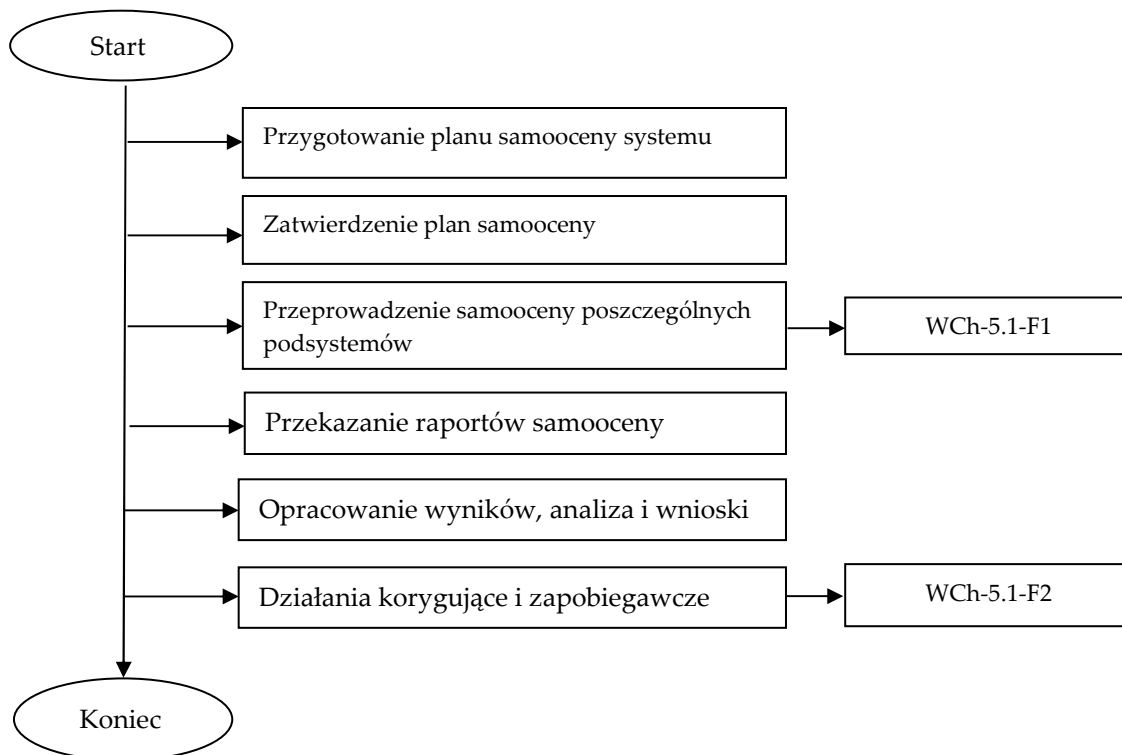 Start
Przygotowanie planu samooceny systemu
Zatwierdzenie plan samooceny
Przeprowadzenie samooceny poszczególnych
podsystemów
WCh-5.1-F1
Przekazanie raportów samooceny
Opracowanie wyników, analiza i wnioski
Działania korygujące i zapobiegawcze
WCh-5.1-F2
Koniec